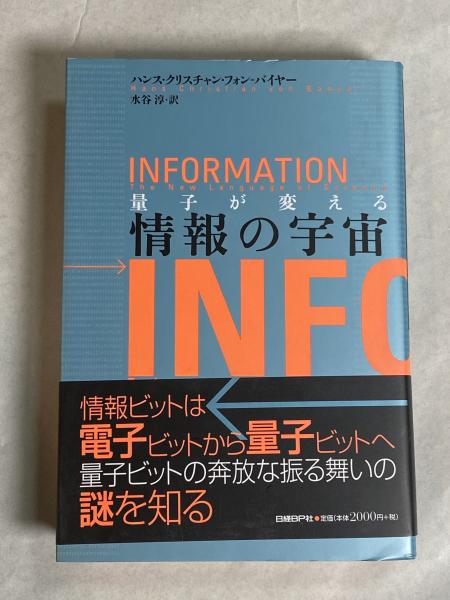 ハンス・クリスチャン・フォン=バイヤー
Hans Christian von Baeyer
水谷 淳・訳
INFORMATION
The New Language of Science
量子が変える
情報の宇宙
INFO
情報ビットは
電子ビットから量子ビットへ
量子ビットの奔放な振る舞いの
謎を知る
日経BP社●定価(本体2000円+税)